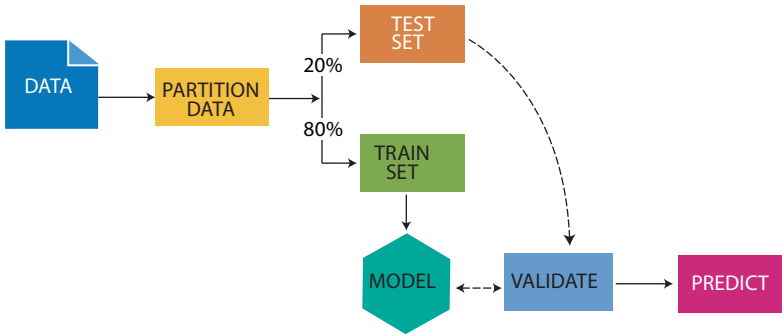 DATA
PARTITION
DATA
20%
80%
TEST
SET
TRAIN
SET
MODEL
VALIDATE
PREDICT